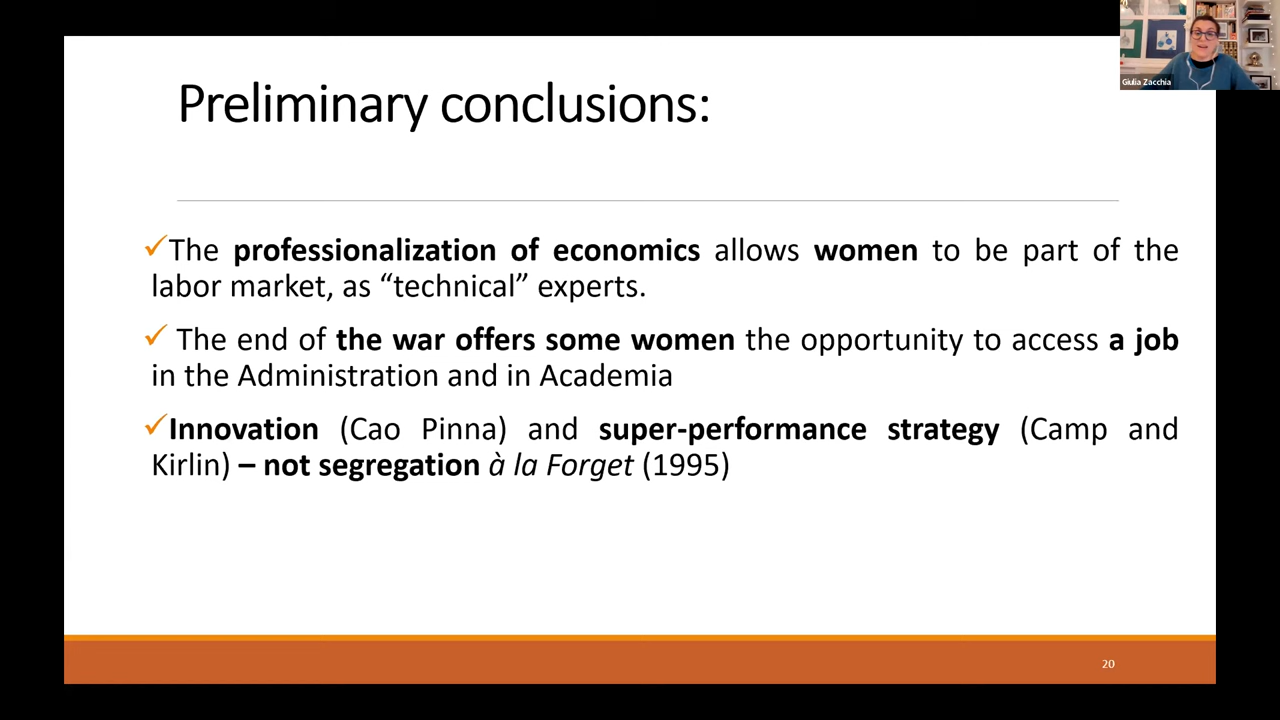 Giulia Zacchia
Preliminary conclusions:
✓The professionalization of economics allows women to be part of the
labor market, as “technical” experts.
✓ The end of the war offers some women the opportunity to access a job
in the Administration and in Academia
✓Innovation (Cao Pinna) and super-performance strategy (Camp and
Kirlin) – not segregation à la Forget (1995)
20